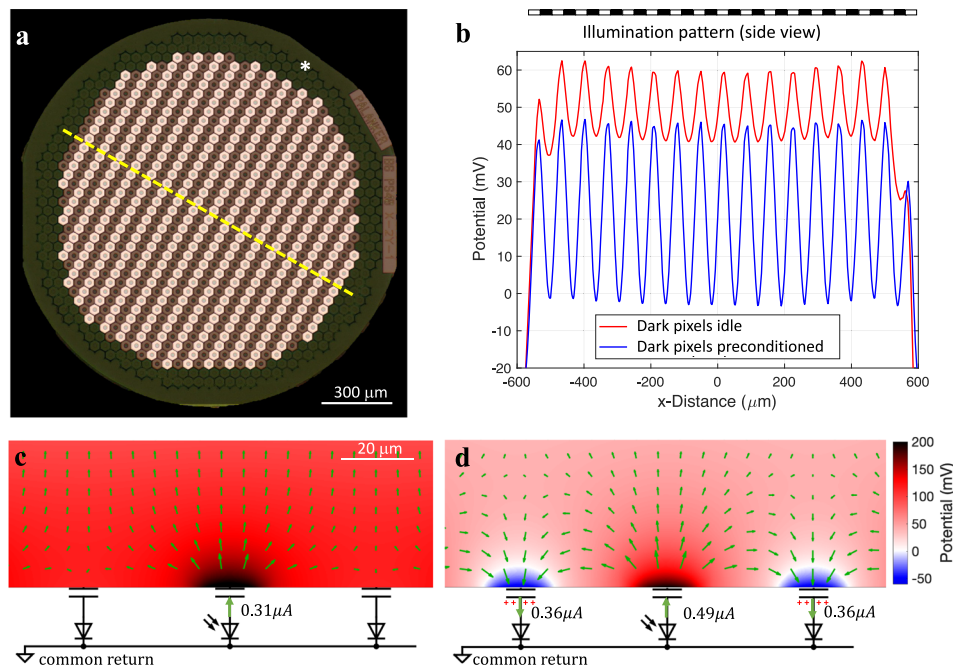 a
*
300 μm
b
Illumination pattern (side view)
60
50
40
30
20
10
0
-10
-20
Potential (mV)
Dark pixels idle
Dark pixels preconditioned
-600 -400 -200 0 200 400 600
x-Distance (μm)
c
20 μm
0.31μA
common return
d
200
150
100
50
0
-50
Potential (mV)
++ ++
++ ++
0.36μA
0.49μA
0.36μA
common return